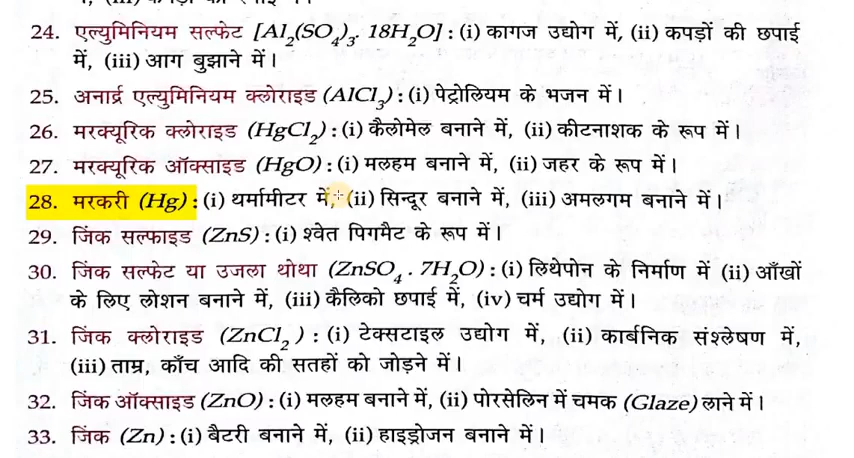 24. एल्युमिनियम सल्फेट [Al₂(SO₄)₃. 18H₂O] : (i) कागज उद्योग में, (ii) कपड़ों की छपाई
में, (iii) आग बुझाने में।
25. अनार्द्र एल्युमिनियम क्लोराइड (AlCl₃) : (i) पेट्रोलियम के भंजन में।
26. मरक्यूरिक क्लोराइड (HgCl₂) : (i) कैलोमेल बनाने में, (ii) कीटनाशक के रूप में।
27. मरक्यूरिक ऑक्साइड (HgO) : (i) मलहम बनाने में, (ii) जहर के रूप में।
28. मरकरी (Hg) : (i) थर्मामीटर में, (ii) सिन्दूर बनाने में, (iii) अमलगम बनाने में।
29. जिंक सल्फाइड (ZnS) : (i) श्वेत पिगमैंट के रूप में।
30. जिंक सल्फेट या उजला थोथा (ZnSO₄ . 7H₂O) : (i) लिथेपोन के निर्माण में (ii) आँखों
के लिए लोशन बनाने में, (iii) कैलिको छपाई में, (iv) चर्म उद्योग में।
31. जिंक क्लोराइड (ZnCl₂ ) : (i) टेक्सटाइल उद्योग में, (ii) कार्बनिक संश्लेषण में,
(iii) ताम्र, काँच आदि की सतहों को जोड़ने में।
32. जिंक ऑक्साइड (ZnO) : (i) मलहम बनाने में, (ii) पोरसेलिन में चमक (Glaze) लाने में।
33. जिंक (Zn) : (i) बैटरी बनाने में, (ii) हाइड्रोजन बनाने में।